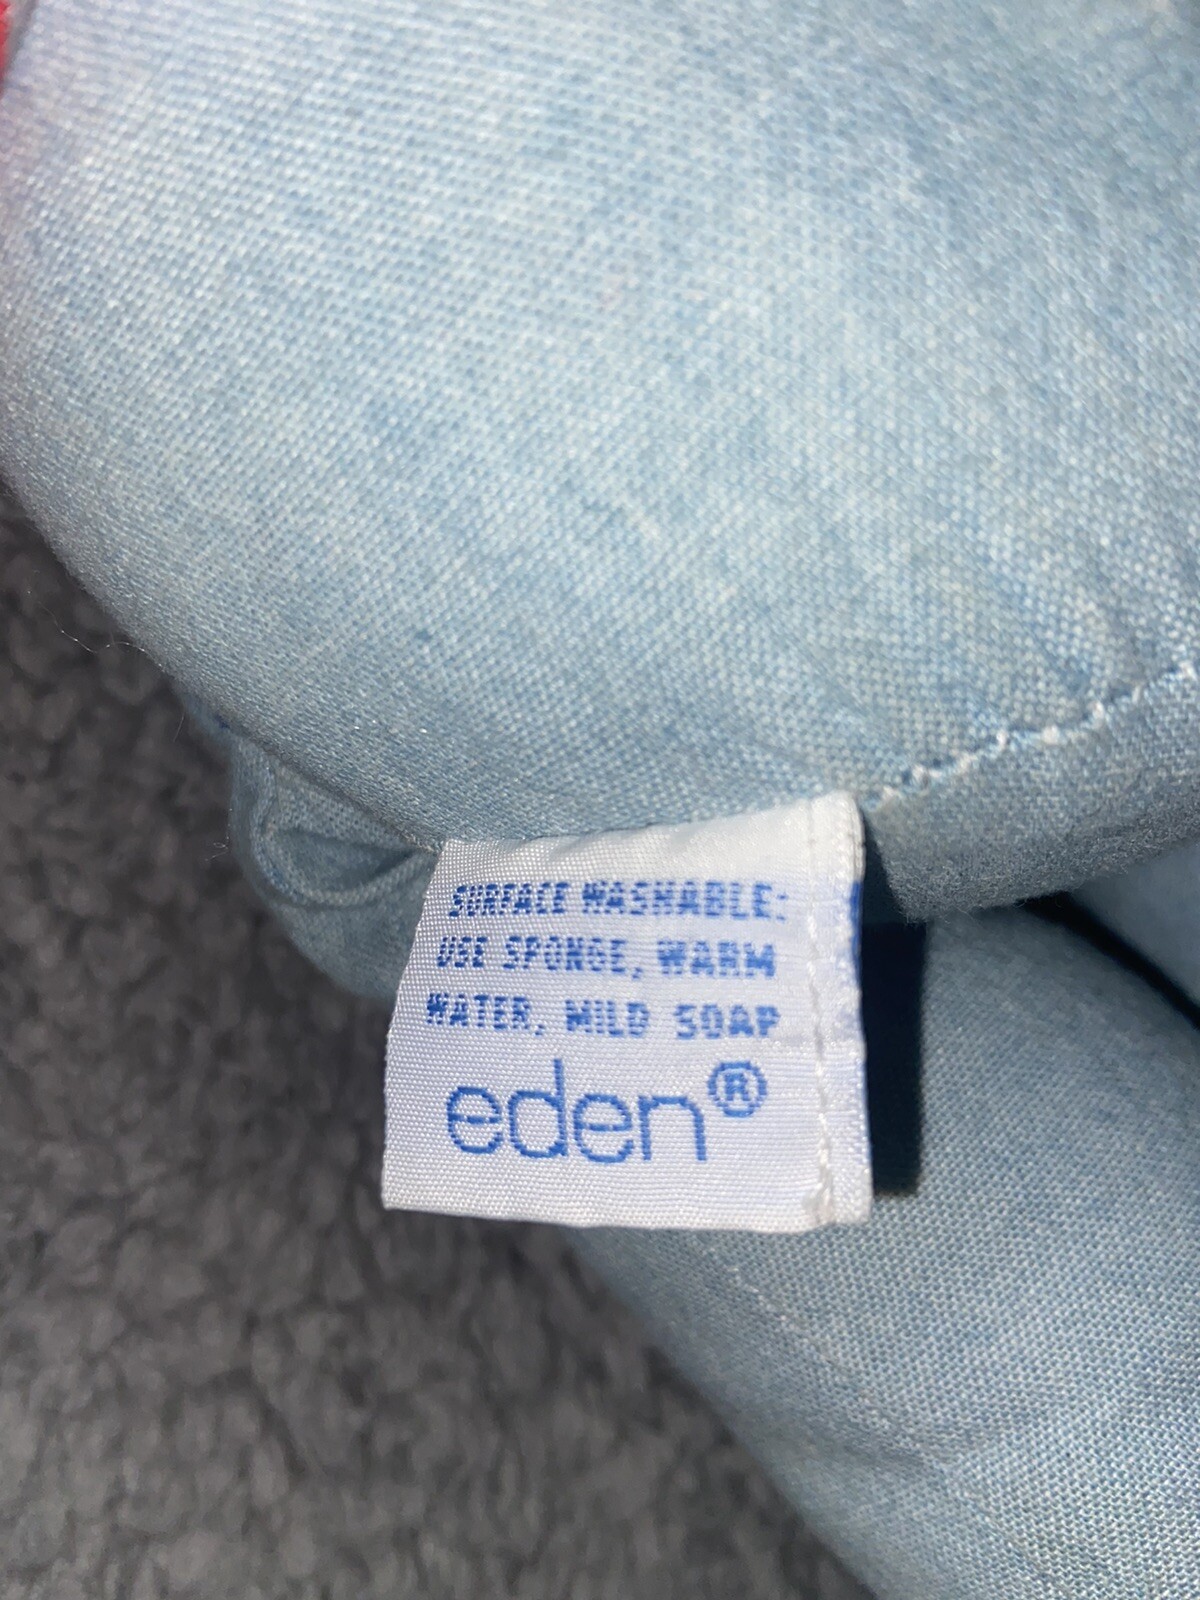 SURFACE WASHABLE:
USE SPONGE, WARM
WATER, MILD SOAP
eden®